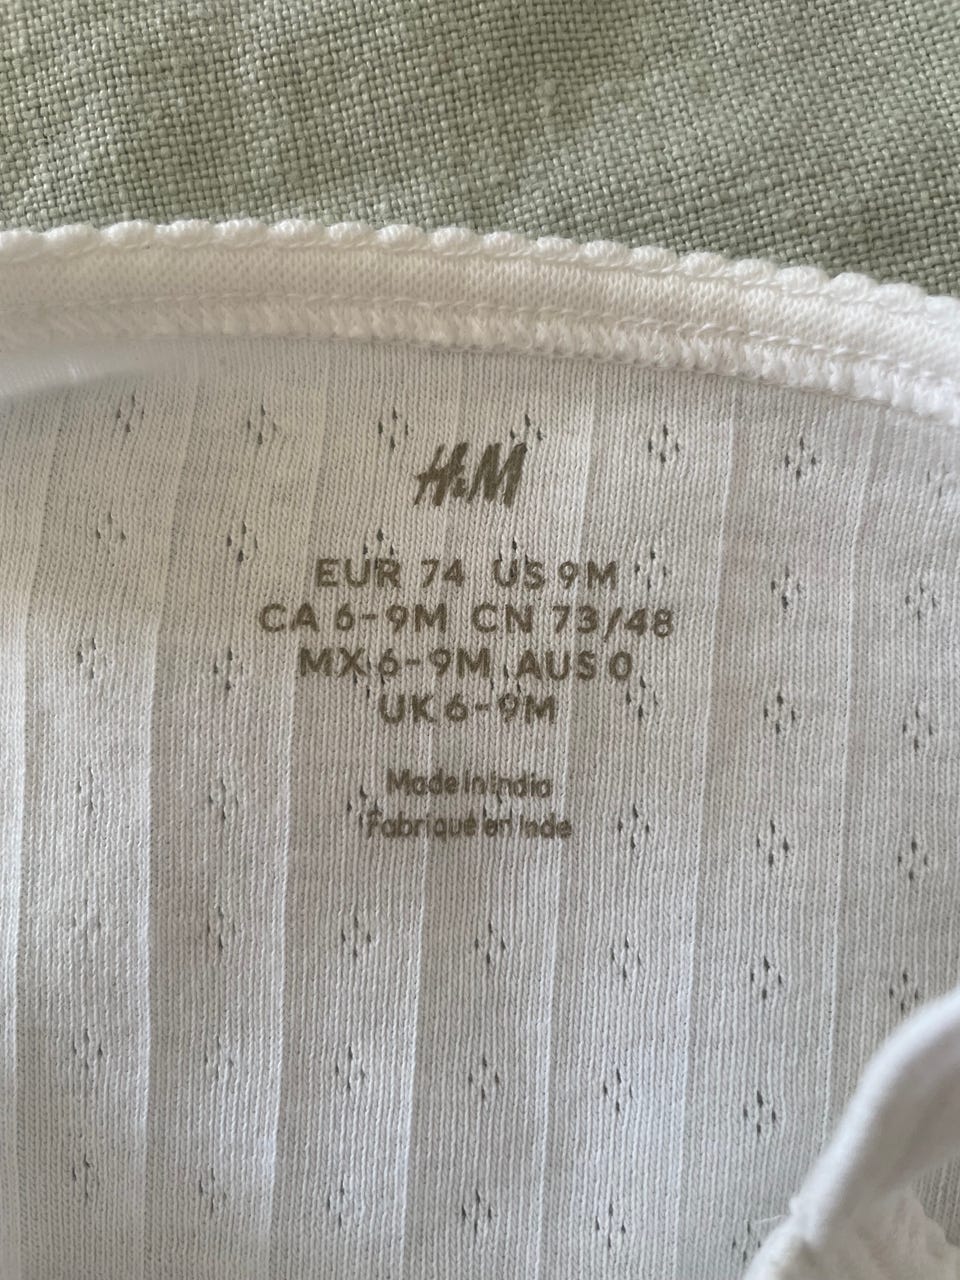 H&M
EUR 74 US 9M
CA 6-9M CN 73/48
MX 6-9M AUS 0
UK 6-9M
Made in India
Fabriqué en Inde